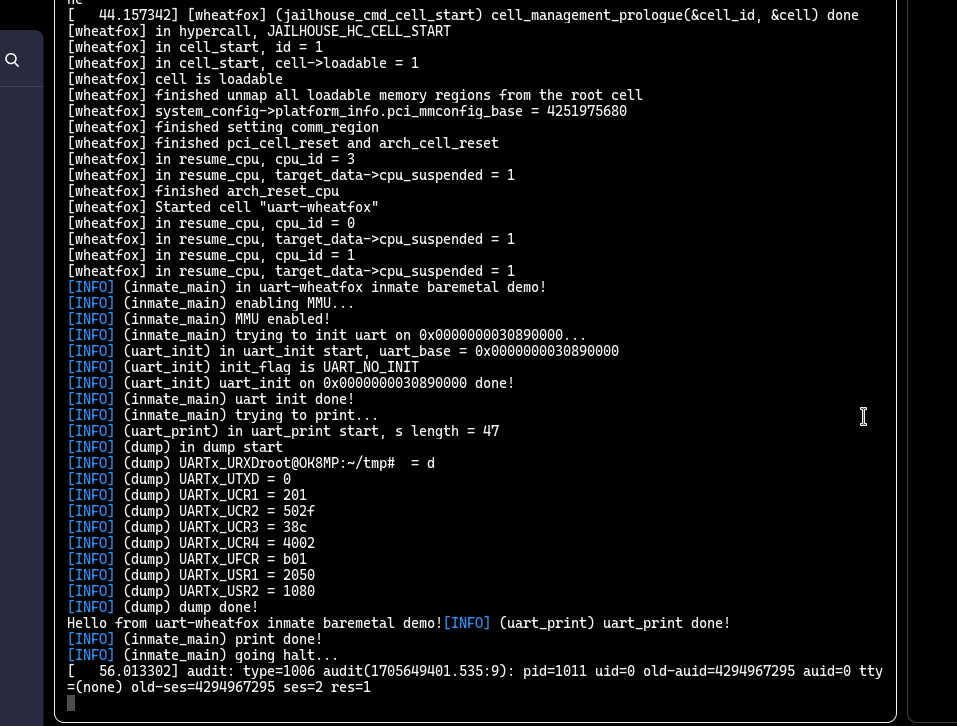 [   44.157342] [wheatfox] (jailhouse_cmd_cell_start) cell_management_prologue(&cell_id, &cell) done
[wheatfox] in hypercall, JAILHOUSE_HC_CELL_START
[wheatfox] in cell_start, id = 1
[wheatfox] in cell_start, cell->loadable = 1
[wheatfox] cell is loadable
[wheatfox] finished unmap all loadable memory regions from the root cell
[wheatfox] system_config->platform_info.pci_mmconfig_base = 4251975680
[wheatfox] finished setting comm_region
[wheatfox] finished pci_cell_reset and arch_cell_reset
[wheatfox] in resume_cpu, cpu_id = 3
[wheatfox] in resume_cpu, target_data->cpu_suspended = 1
[wheatfox] finished arch_reset_cpu
[wheatfox] Started cell "uart-wheatfox"
[wheatfox] in resume_cpu, cpu_id = 0
[wheatfox] in resume_cpu, target_data->cpu_suspended = 1
[wheatfox] in resume_cpu, cpu_id = 1
[wheatfox] in resume_cpu, target_data->cpu_suspended = 1
[INFO] (inmate_main) in uart-wheatfox inmate baremetal demo!
[INFO] (inmate_main) enabling MMU...
[INFO] (inmate_main) MMU enabled!
[INFO] (inmate_main) trying to init uart on 0x0000000030890000...
[INFO] (uart_init) in uart_init start, uart_base = 0x0000000030890000
[INFO] (uart_init) init_flag is UART_NO_INIT
[INFO] (uart_init) uart_init on 0x0000000030890000 done!
[INFO] (inmate_main) uart init done!
[INFO] (inmate_main) trying to print...
[INFO] (uart_print) in uart_print start, s length = 47
[INFO] (dump) in dump start
[INFO] (dump) UARTx_URXDroot@OK8MP:~/tmp#  = d
[INFO] (dump) UARTx_UTXD = 0
[INFO] (dump) UARTx_UCR1 = 201
[INFO] (dump) UARTx_UCR2 = 502f
[INFO] (dump) UARTx_UCR3 = 38c
[INFO] (dump) UARTx_UCR4 = 4002
[INFO] (dump) UARTx_UFCR = b01
[INFO] (dump) UARTx_USR1 = 2050
[INFO] (dump) UARTx_USR2 = 1080
[INFO] (dump) dump done!
Hello from uart-wheatfox inmate baremetal demo![INFO] (uart_print) uart_print done!
[INFO] (inmate_main) print done!
[INFO] (inmate_main) going halt...
[   56.013302] audit: type=1006 audit(1705649401.535:9): pid=1011 uid=0 old-auid=4294967295 auid=0 tty
=(none) old-ses=4294967295 ses=2 res=1